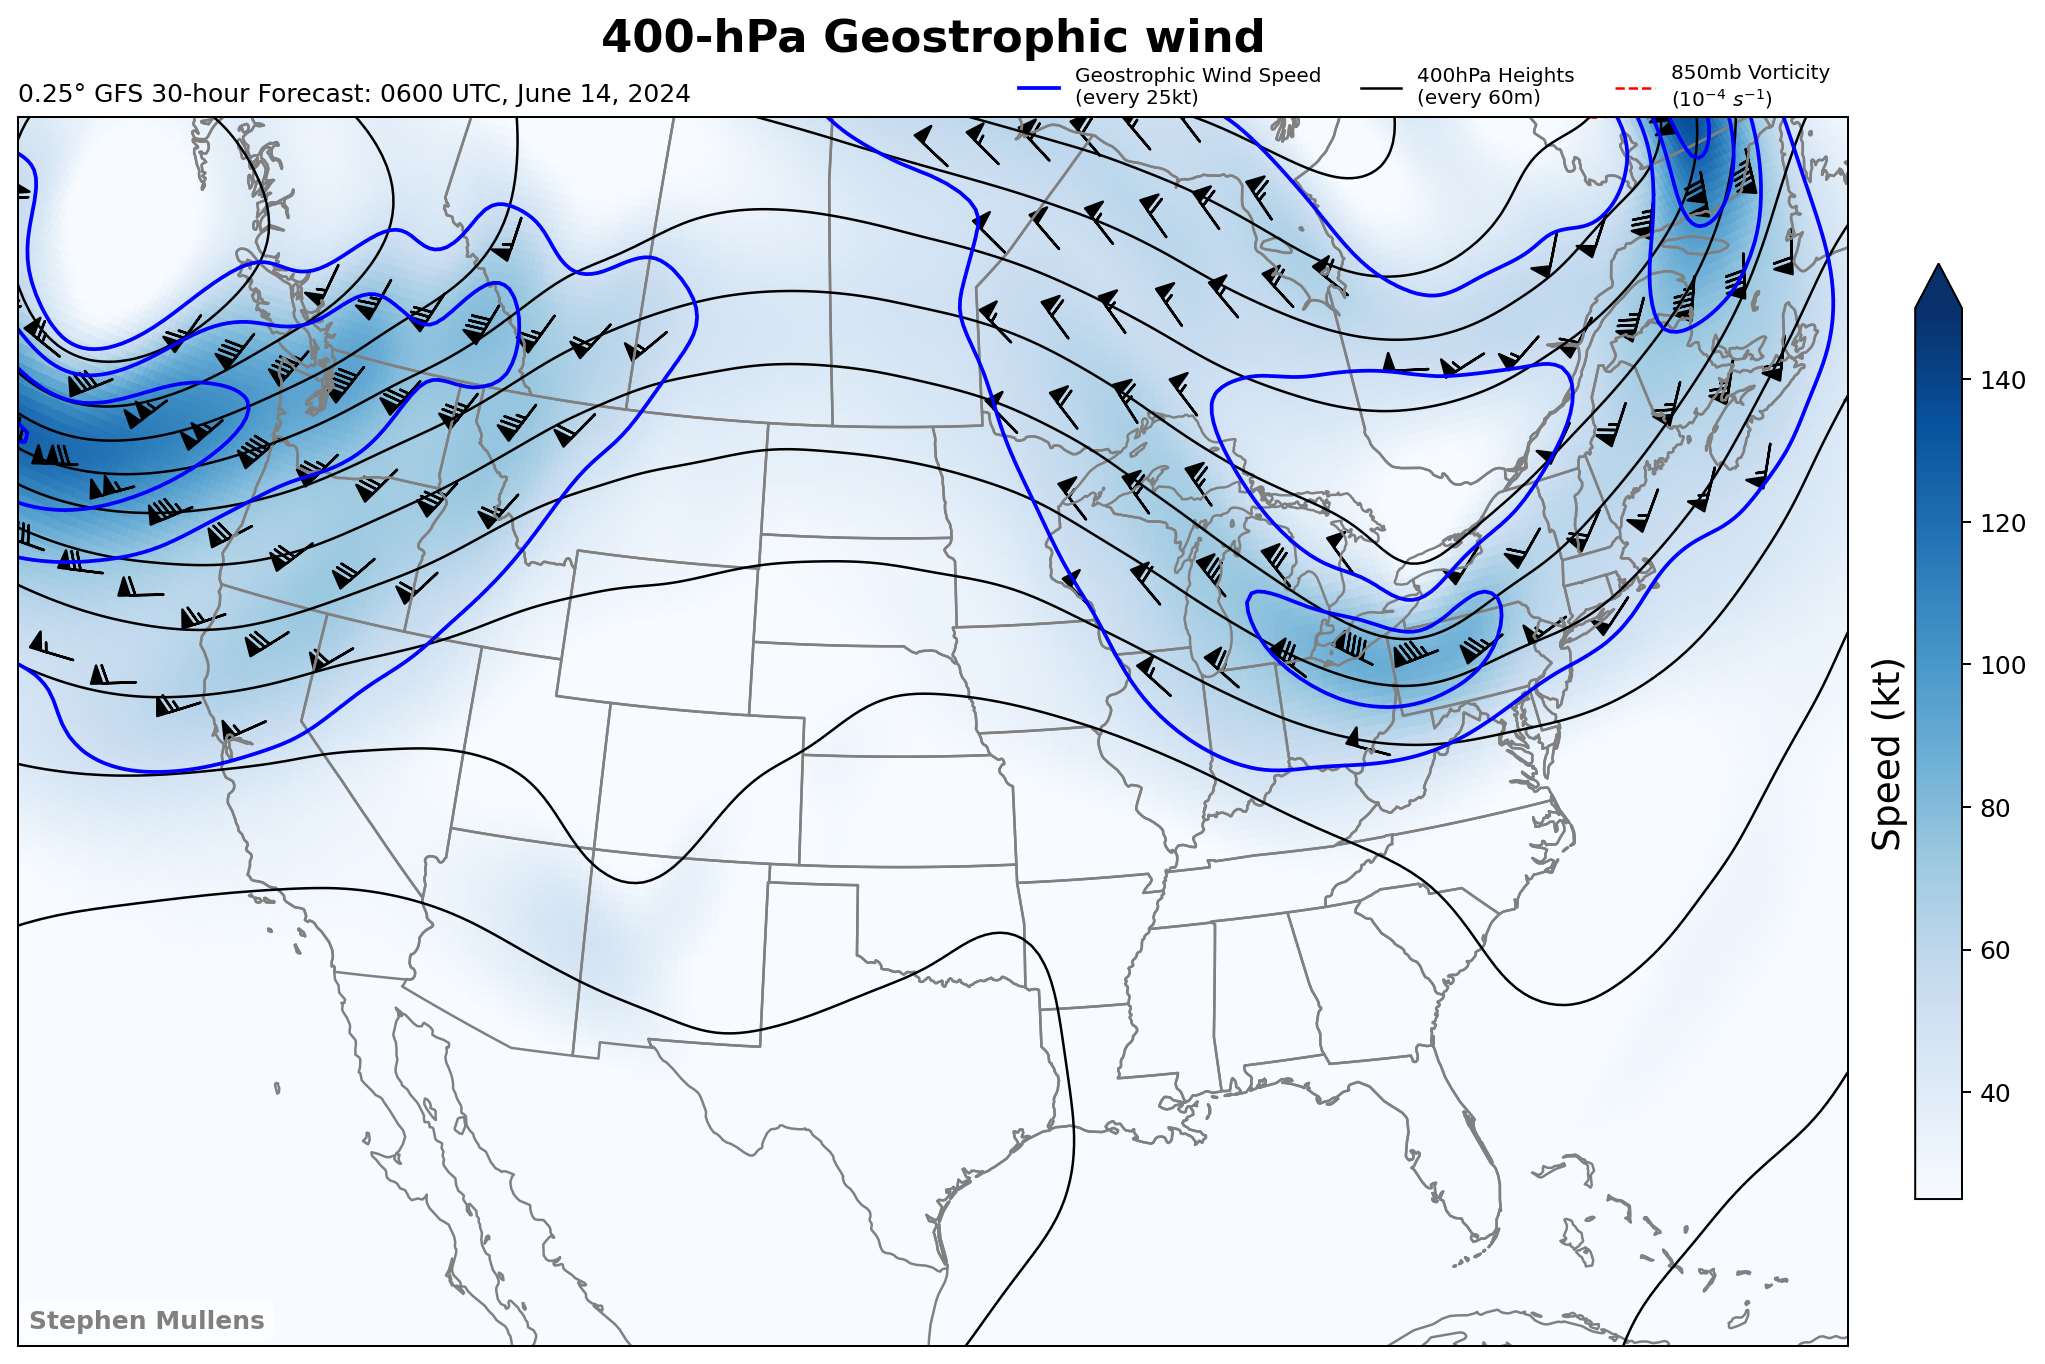 400-hPa Geostrophic wind
0.25° GFS 30-hour Forecast: 0600 UTC, June 14, 2024
Geostrophic Wind Speed
(every 25kt)
400hPa Heights
(every 60m)
850mb Vorticity
(10⁻⁴ s⁻¹)
140
120
100
80
60
40
Speed (kt)
Stephen Mullens